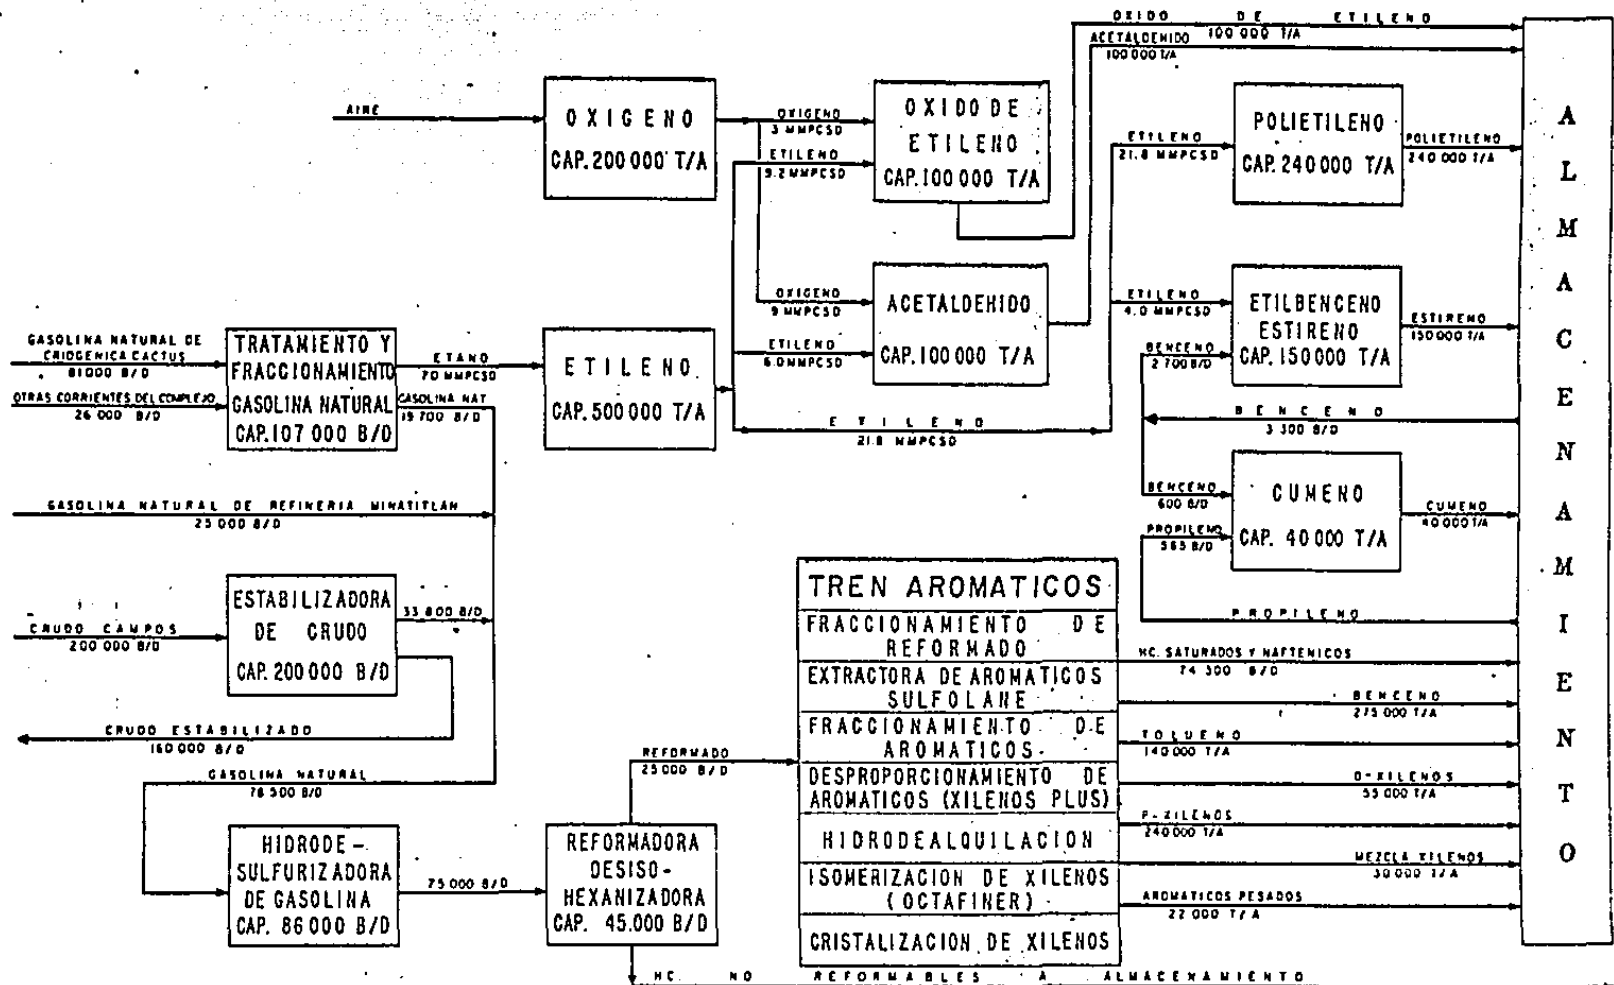 OXIDO DE ETILENO
100 000 T/A
ACETALDEHIDO
100 000 T/A
AIRE
OXIGENO
CAP. 200 000 T/A
OXIGENO
3 MMPCSD
ETILENO
9.2 MMPCSD
OXIDO DE
ETILENO
CAP. 100 000 T/A
ETILENO
21.8 MMPCSD
POLIETILENO
CAP. 240 000 T/A
POLIETILENO
240 000 T/A
OXIGENO
9 MMPCSD
ETILENO
6.0 MMPCSD
ACETALDEHIDO
CAP. 100 000 T/A
ETILENO
4.0 MMPCSD
BENCENO
2 700 B/D
ETILBENCENO
ESTIRENO
CAP. 150 000 T/A
ESTIRENO
150 000 T/A
GASOLINA NATURAL DE
CRIOGENICA CACTUS
81 000 B/D
OTRAS CORRIENTES DEL COMPLEJO
26 000 B/D
TRATAMIENTO Y
FRACCIONAMIENTO
GASOLINA NATURAL
CAP. 107 000 B/D
ETANO
70 MMPCSD
GASOLINA NAT
19 700 B/D
ETILENO
CAP. 500 000 T/A
ETILENO
21.8 MMPCSD
BENCENO
3 300 B/D
BENCENO
600 B/D
PROPILENO
565 B/D
CUMENO
CAP. 40 000 T/A
CUMENO
40 000 T/A
PROPILENO
GASOLINA NATURAL DE REFINERIA MINATITLAN
25 000 B/D
CRUDO CAMPOS
200 000 B/D
ESTABILIZADORA
DE CRUDO
CAP. 200 000 B/D
33 800 B/D
CRUDO ESTABILIZADO
160 000 B/D
GASOLINA NATURAL
78 500 B/D
HIDRODE-
SULFURIZADORA
DE GASOLINA
CAP. 86 000 B/D
75 000 B/D
REFORMADORA
DESISO-
HEXANIZADORA
CAP. 45.000 B/D
REFORMADO
25 000 B/D
TREN AROMATICOS
FRACCIONAMIENTO DE
REFORMADO
EXTRACTORA DE AROMATICOS
SULFOLANE
FRACCIONAMIENTO DE
AROMATICOS
DESPROPORCIONAMIENTO DE
AROMATICOS (XILENOS PLUS)
HIDRODEALQUILACION
ISOMERIZACION DE XILENOS
(OCTAFINER)
CRISTALIZACION DE XILENOS
HC. SATURADOS Y NAFTENICOS
74 300 B/D
BENCENO
275 000 T/A
TOLUENO
140 000 T/A
O-XILENOS
55 000 T/A
P-XILENOS
240 000 T/A
MEZCLA XILENOS
30 000 T/A
AROMATICOS PESADOS
22 000 T/A
HC. NO REFORMABLES A ALMACENAMIENTO
ALMACENAMIENTO